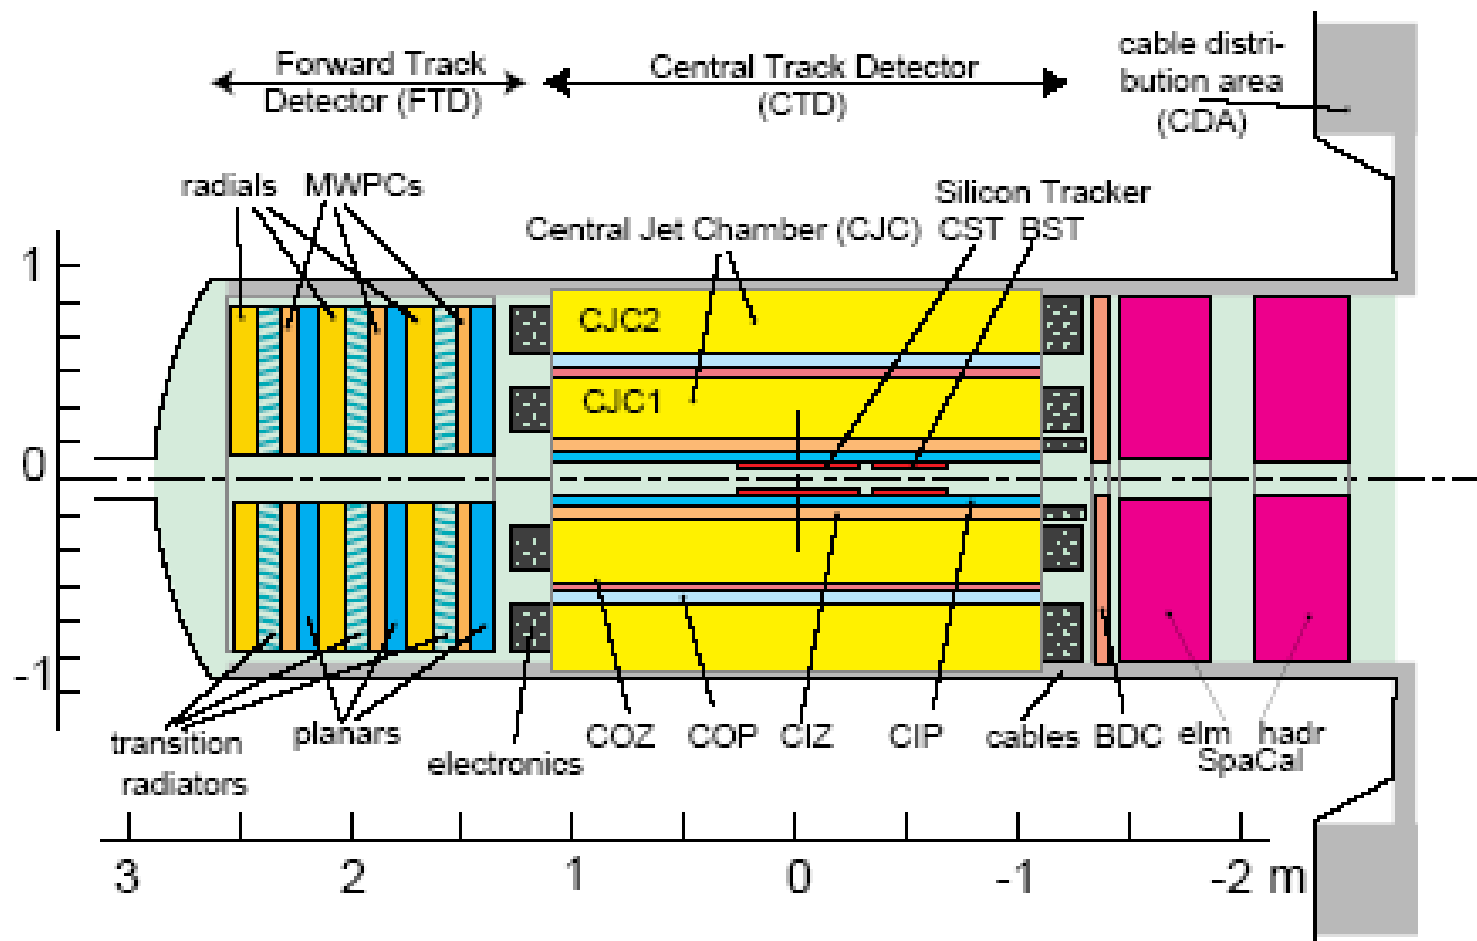 Forward Track
Detector (FTD)
Central Track Detector
(CTD)
cable distri-
bution area
(CDA)
radials MWPCs
Silicon Tracker
Central Jet Chamber (CJC) CST BST
1
CJC2
CJC1
0
-1
transition
radiators
planars
electronics
COZ COP CIZ CIP cables BDC elm hadr
SpaCal
3 2 1 0 -1 -2 m